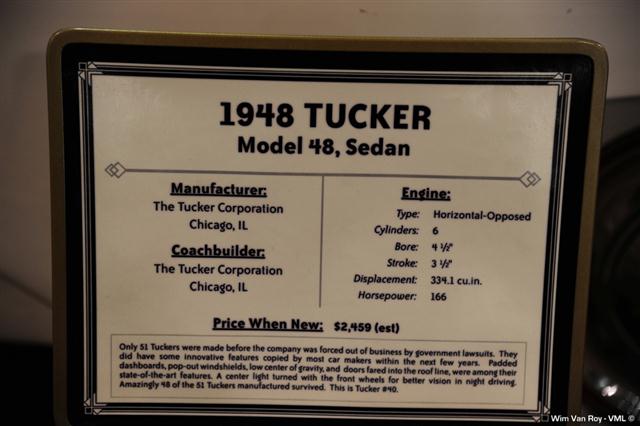 1948 TUCKER
Model 48, Sedan
Manufacturer:
The Tucker Corporation
Chicago, IL
Coachbuilder:
The Tucker Corporation
Chicago, IL
Engine:
Type: Horizontal-Opposed
Cylinders: 6
Bore: 4 1/2"
Stroke: 3 1/2"
Displacement: 334.1 cu.in.
Horsepower: 166
Price When New: $2,459 (est)
Only 51 Tuckers were made before the company was forced out of business by government lawsuits. They
did have some innovative features copied by most car makers within the next few years. Padded
dashboards, pop-out windshields, low center of gravity, and doors fared into the roof line, were among their
state-of-the-art features. A center light turned with the front wheels for better vision in night driving.
Amazingly 48 of the 51 Tuckers manufactured survived. This is Tucker #40.
Wim Van Roy - VML ©